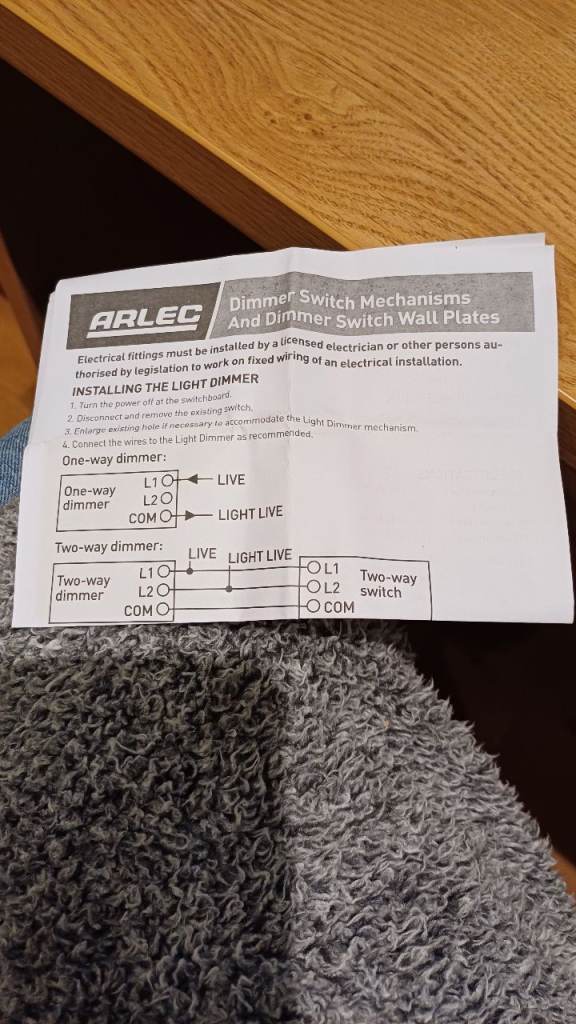 ARLEC
Dimmer Switch Mechanisms
And Dimmer Switch Wall Plates
Electrical fittings must be installed by a licensed electrician or other persons au-
thorised by legislation to work on fixed wiring of an electrical installation.
INSTALLING THE LIGHT DIMMER
1. Turn the power off at the switchboard.
2. Disconnect and remove the existing switch.
3. Enlarge existing hole if necessary to accommodate the Light Dimmer mechanism.
4. Connect the wires to the Light Dimmer as recommended.
One-way dimmer:
One-way
dimmer
L1
L2
COM
LIVE
LIGHT LIVE
Two-way dimmer:
Two-way
dimmer
L1
L2
COM
LIVE
LIGHT LIVE
L1
L2
COM
Two-way
switch